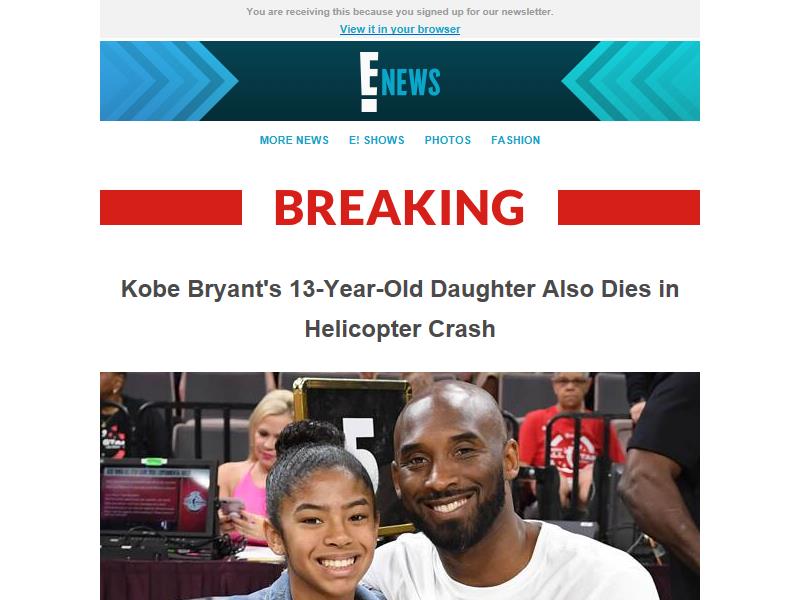 You are receiving this because you signed up for our newsletter.
View it in your browser
E! NEWS
MORE NEWS E! SHOWS PHOTOS FASHION
BREAKING
Kobe Bryant's 13-Year-Old Daughter Also Dies in
Helicopter Crash
5